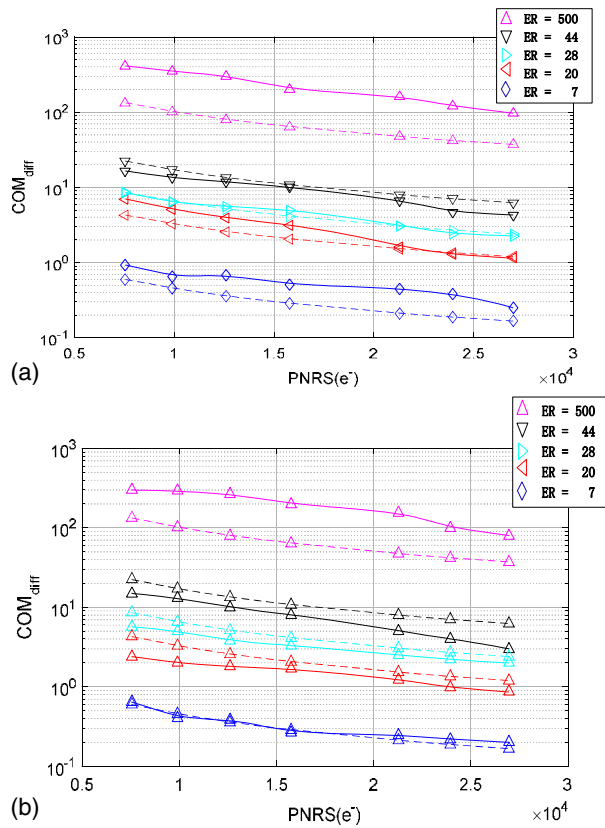 ER = 500
ER = 44
ER = 28
ER = 20
ER = 7
10^3
10^2
10^1
10^0
10^-1
COM_diff
0.5 1 1.5 2 2.5 3
PNRS(e^-)
×10^4
(a)
ER = 500
ER = 44
ER = 28
ER = 20
ER = 7
10^3
10^2
10^1
10^0
10^-1
COM_diff
0.5 1 1.5 2 2.5 3
PNRS(e^-)
×10^4
(b)